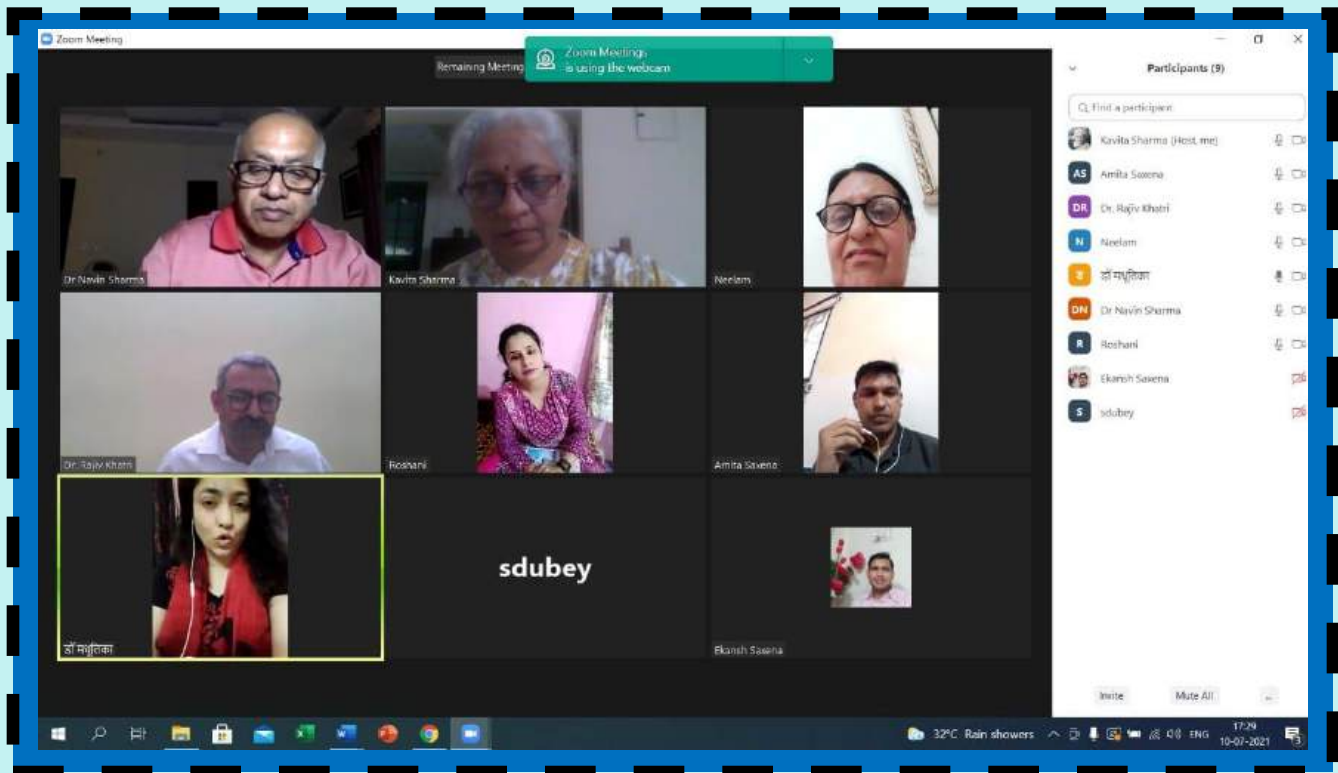 Zoom Meeting
Remaining Meeting
Zoom Meetings
is using the webcam
Participants (9)
Find a participant
Dr Navin Sharma
Kavita Sharma
Neelam
Dr. Rajiv Khatri
Roshani
Amita Saxena
डॉ मधूतिका
sdubey
Ekansh Saxena
Kavita Sharma (Host, me)
AS Amita Saxena
DR Dr. Rajiv Khatri
N Neelam
ड डॉ मधूतिका
DN Dr Navin Sharma
R Roshani
Ekansh Saxena
S sdubey
Invite Mute All ...
32°C Rain showers ENG 17:29
10-07-2021 3